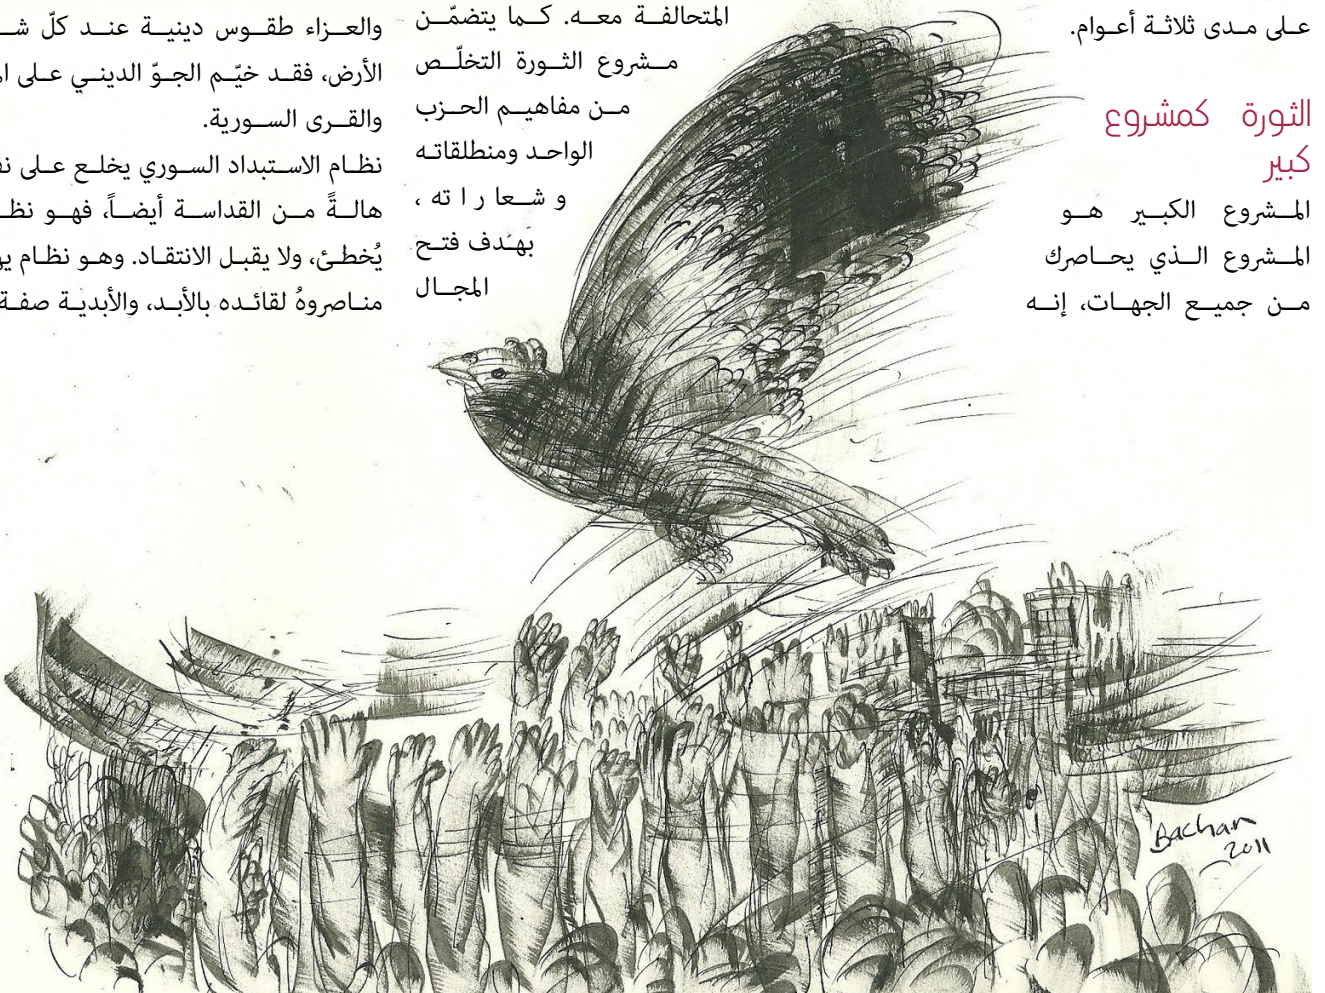 على مدى ثلاثة أعوام.
الثورة كمشروع
كبير
المشروع الكبير هو
المشروع الذي يحاصرك
من جميع الجهات، إنه
المتحالفة معه. كما يتضمّن
مشروع الثورة التخلّص
من مفاهيم الحزب
الواحد ومنطلقاته
و شعا ر ا ته ،
بهدف فتح
المجال
والعزاء طقوس دينية عند كلّ
الأرض، فقد خيّم الجوّ الديني على
والقرى السورية.
نظام الاستبداد السوري يخلع على
هالةً من القداسة أيضاً، فهو
يُخطئ، ولا يقبل الانتقاد. وهو نظام
مناصروهُ لقائده بالأبد، والأبدية صفة
Bachar
2011